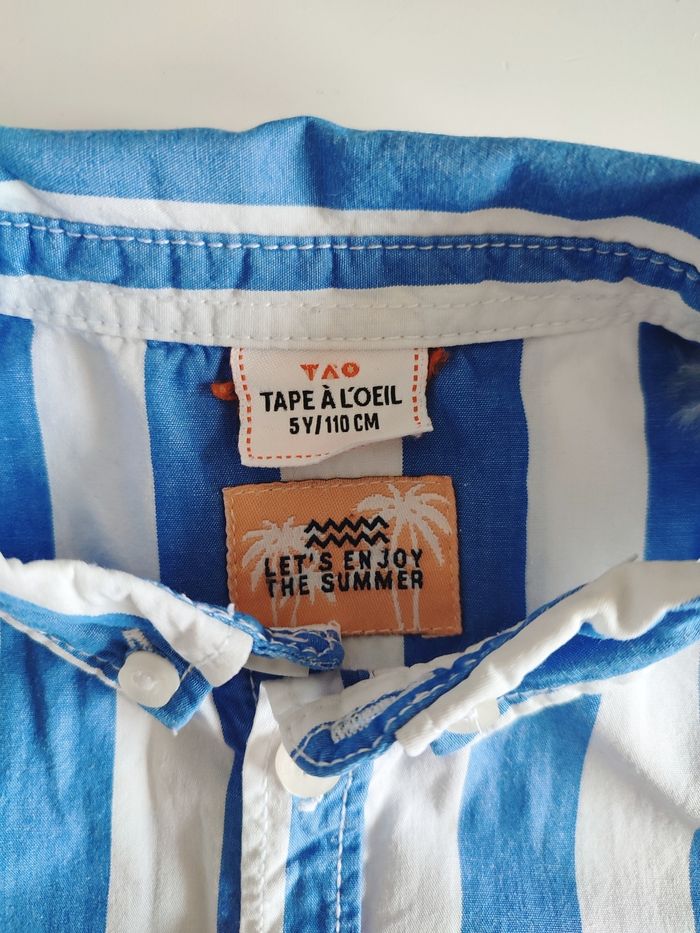 TAO
TAPE À L'OEIL
5Y/110 CM
LET'S ENJOY
THE SUMMER